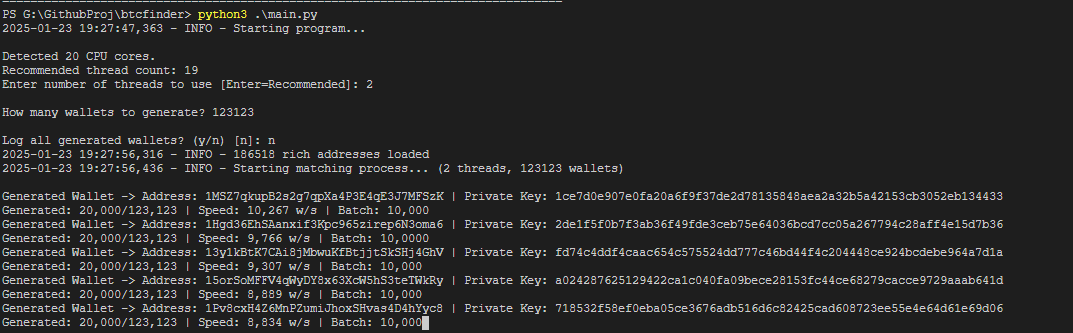 PS G:\GithubProj\btcfinder> python3 .\main.py
2025-01-23 19:27:47,363 - INFO - Starting program...
Detected 20 CPU cores.
Recommended thread count: 19
Enter number of threads to use [Enter=Recommended]: 2
How many wallets to generate? 123123
Log all generated wallets? (y/n) [n]: n
2025-01-23 19:27:56,316 - INFO - 186518 rich addresses loaded
2025-01-23 19:27:56,436 - INFO - Starting matching process... (2 threads, 123123 wallets)
Generated Wallet -> Address: 1MSZ7qkupB2s2g7qpXa4P3E4qE3J7MFSzK | Private Key: 1ce7d0e907e0fa20a6f9f37de2d78135848aea2a32b5a42153cb3052eb134433
Generated: 20,000/123,123 | Speed: 10,267 w/s | Batch: 10,000
Generated Wallet -> Address: 1Hgd36EhSAanxif3Kpc965zirep6N3oma6 | Private Key: 2de1f5f0b7f3ab36f49fde3ceb75e64036bcd7cc05a267794c28aff4e15d7b36
Generated: 20,000/123,123 | Speed: 9,766 w/s | Batch: 10,0000
Generated Wallet -> Address: 13y1kBtK7CAi8jMbwuKfBtjjtSkSHj4GhV | Private Key: fd74c4ddf4caac654c575524dd777c46bd44f4c204448ce924bcdebe964a7d1a
Generated: 20,000/123,123 | Speed: 9,307 w/s | Batch: 10,000
Generated Wallet -> Address: 15orSoMFFV4qWyDY8x63XcW5hS3teTWkRy | Private Key: a024287625129422ca1c040fa09bece28153fc44ce68279cacce9729aaab641d
Generated: 20,000/123,123 | Speed: 8,889 w/s | Batch: 10,000
Generated Wallet -> Address: 1Pv8cxH4Z6MnPZumiJhoxSHvas4D4hYyc8 | Private Key: 718532f58ef0eba05ce3676adb516d6c82425cad608723ee55e4e64d61e69d06
Generated: 20,000/123,123 | Speed: 8,834 w/s | Batch: 10,000